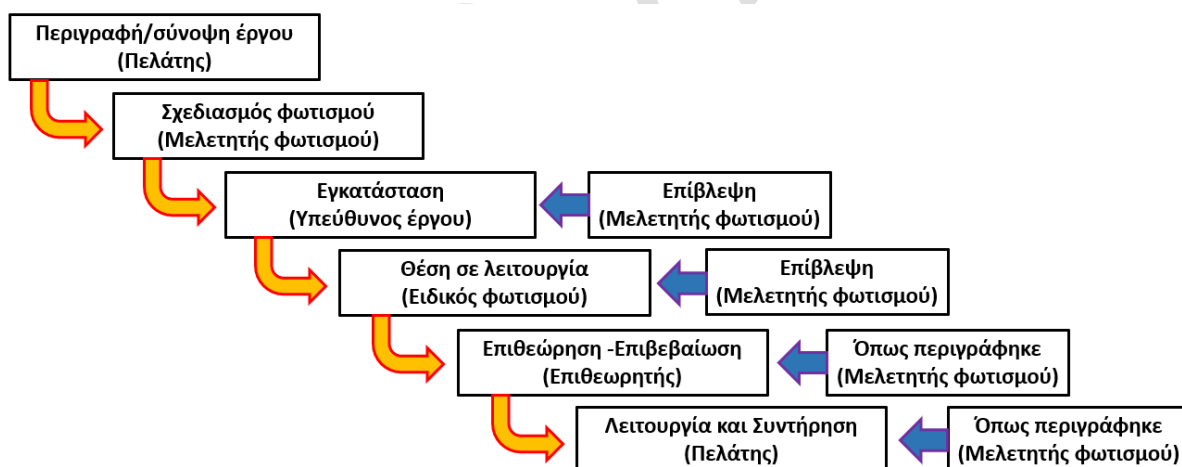 Περιγραφή/σύνοψη έργου
(Πελάτης)
Σχεδιασμός φωτισμού
(Μελετητής φωτισμού)
Εγκατάσταση
(Υπεύθυνος έργου)
Επίβλεψη
(Μελετητής φωτισμού)
Θέση σε λειτουργία
(Ειδικός φωτισμού)
Επίβλεψη
(Μελετητής φωτισμού)
Επιθεώρηση -Επιβεβαίωση
(Επιθεωρητής)
Όπως περιγράφηκε
(Μελετητής φωτισμού)
Λειτουργία και Συντήρηση
(Πελάτης)
Όπως περιγράφηκε
(Μελετητής φωτισμού)